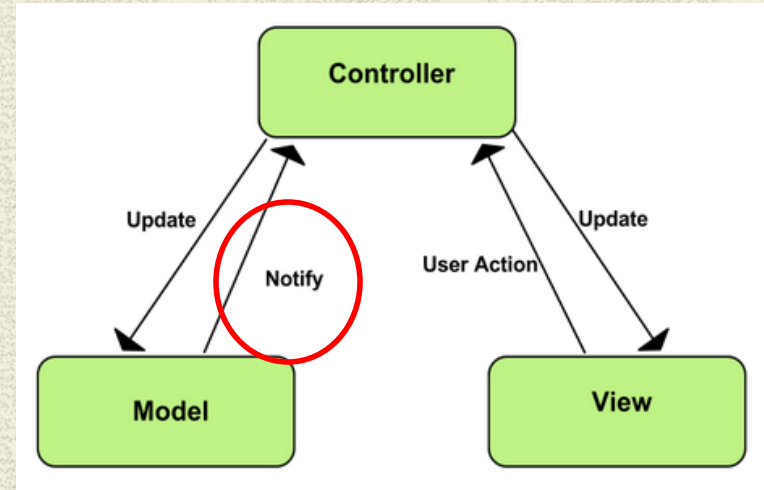 Controller
Update
Update
User Action
Notify
Model
View